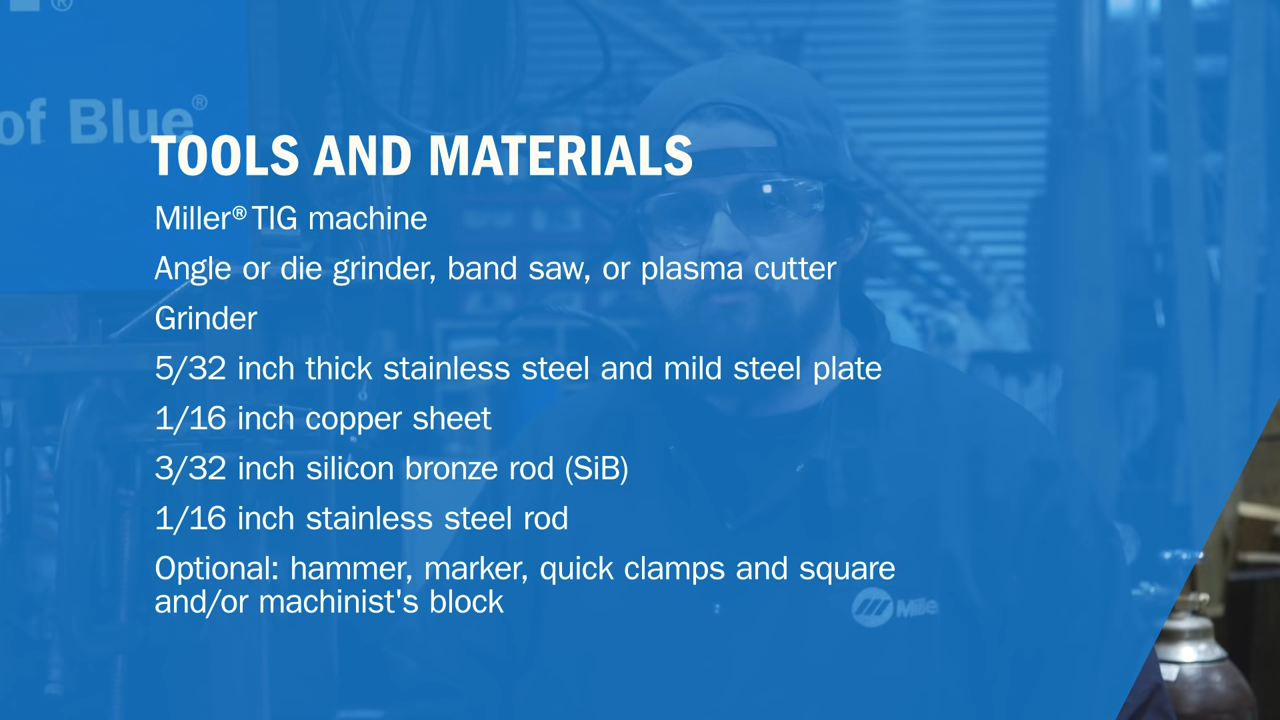 ®
of Blue®
TOOLS AND MATERIALS
Miller® TIG machine
Angle or die grinder, band saw, or plasma cutter
Grinder
5/32 inch thick stainless steel and mild steel plate
1/16 inch copper sheet
3/32 inch silicon bronze rod (SiB)
1/16 inch stainless steel rod
Optional: hammer, marker, quick clamps and square
and/or machinist's block
Mille